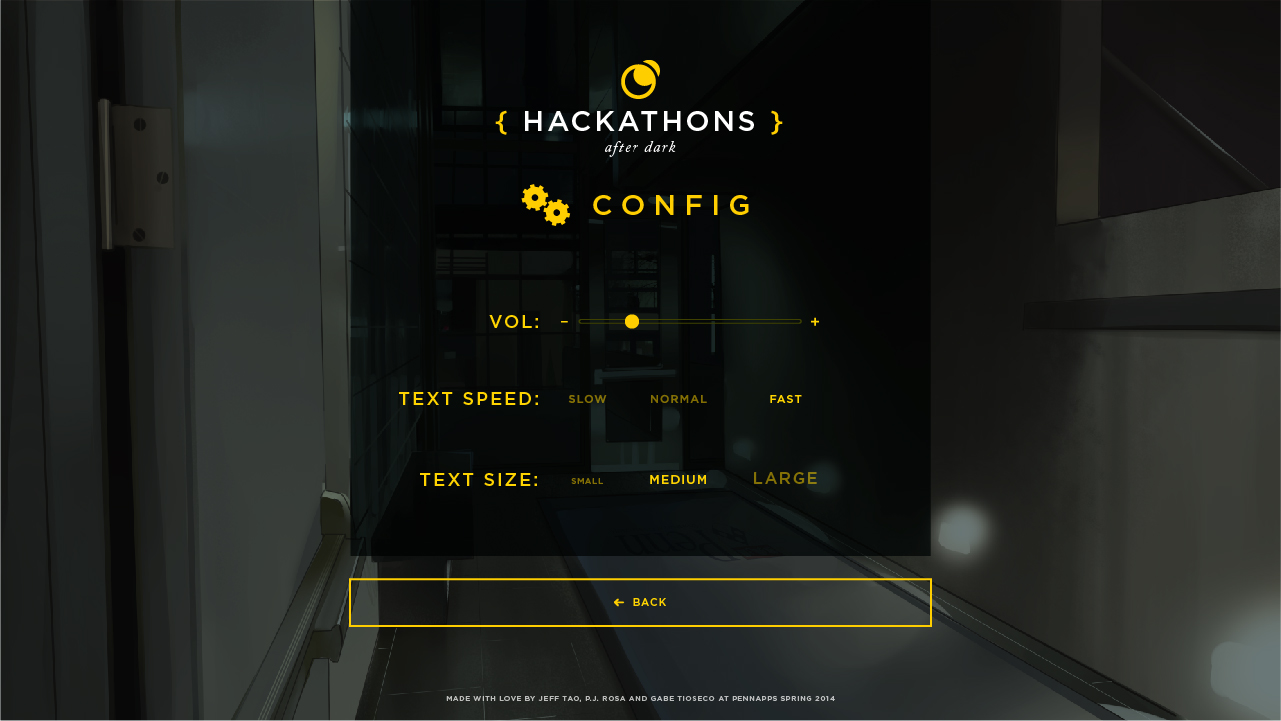 { HACKATHONS }
after dark
CONFIG
VOL: − +
TEXT SPEED: SLOW NORMAL FAST
TEXT SIZE: SMALL MEDIUM LARGE
← BACK
MADE WITH LOVE BY JEFF TAO, P.J. ROSA AND GABE TIOSECO AT PENNAPPS SPRING 2014